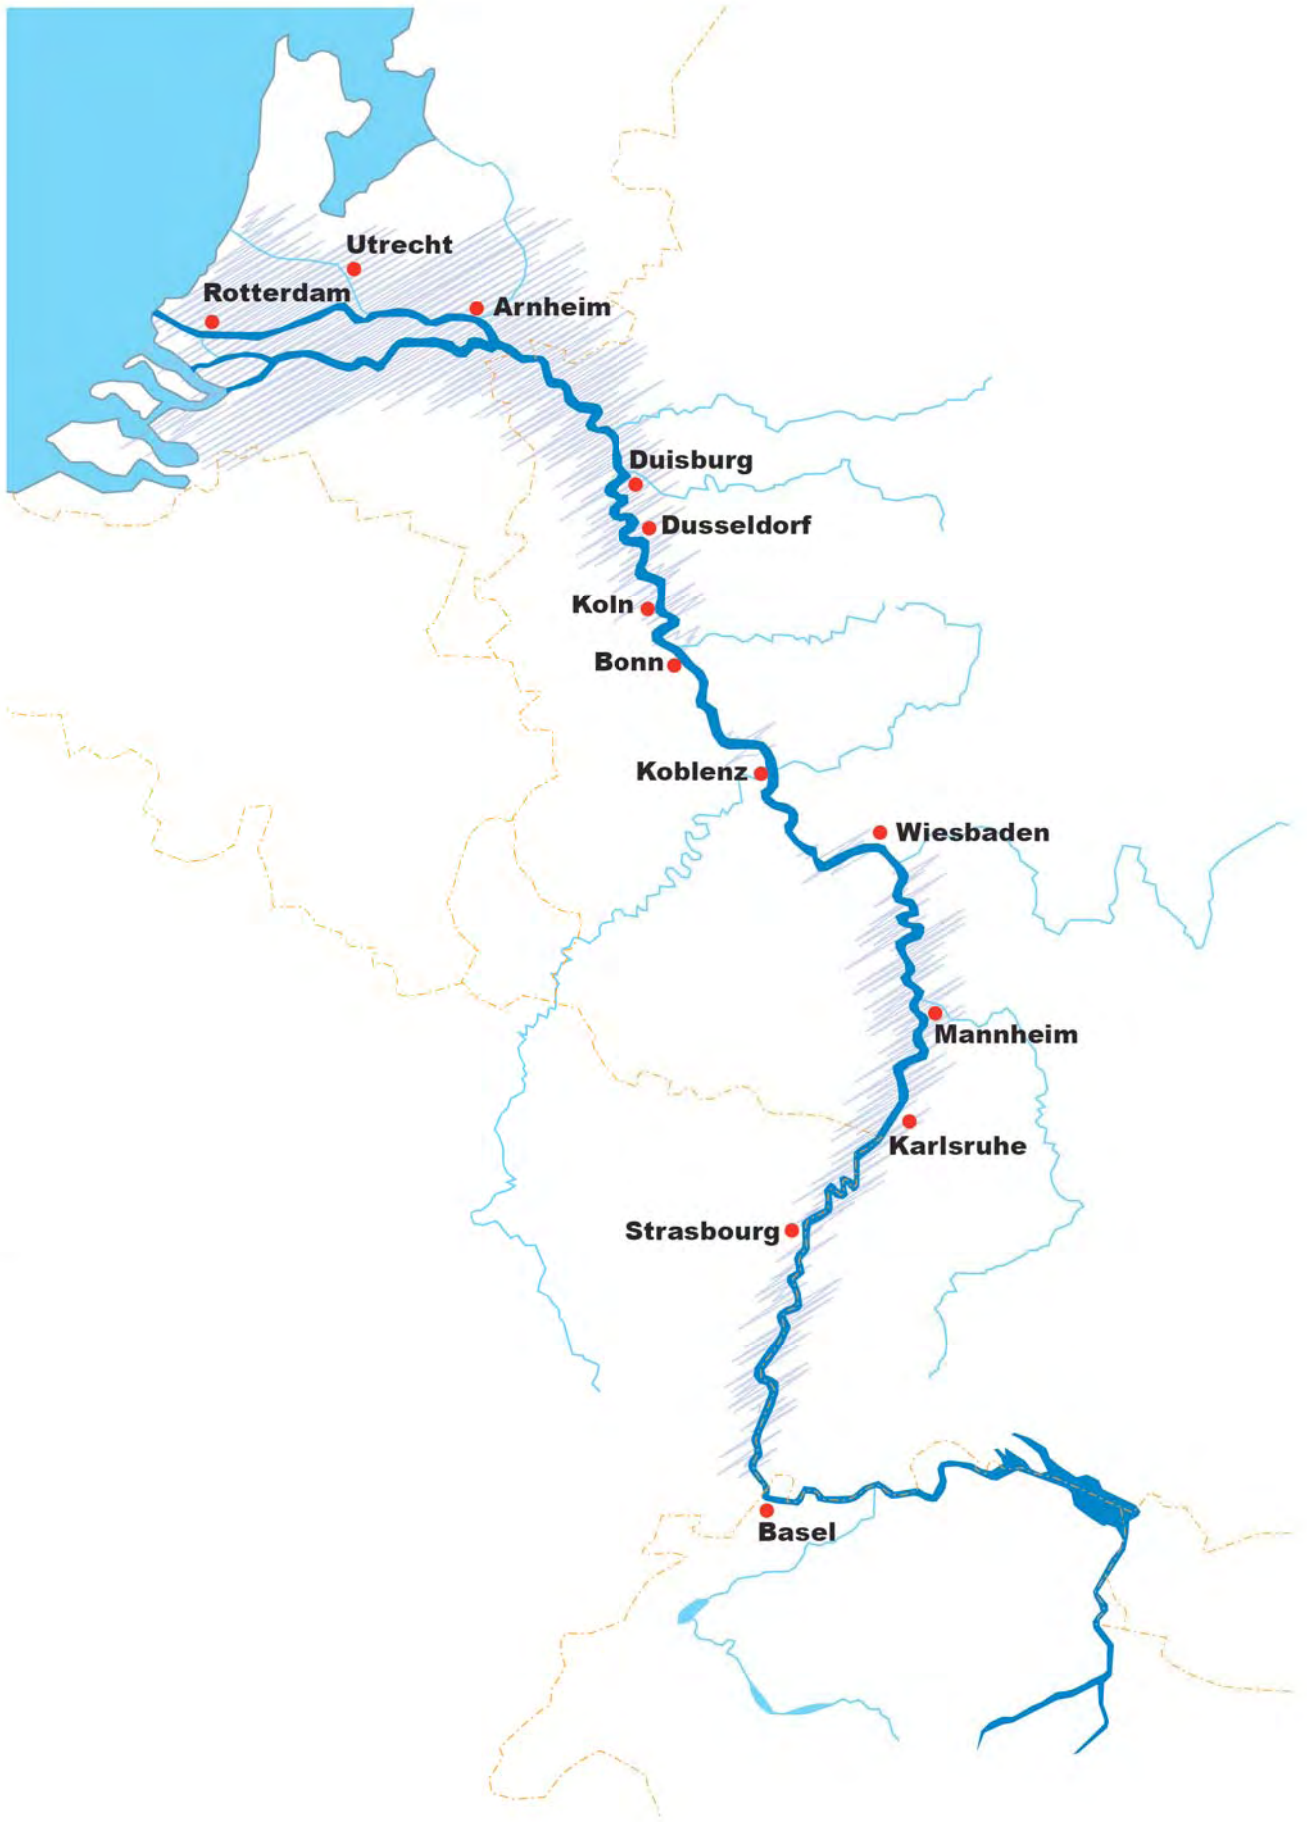 Utrecht
Rotterdam
Arnheim
Duisburg
Dusseldorf
Koln
Bonn
Koblenz
Wiesbaden
Mannheim
Karlsruhe
Strasbourg
Basel